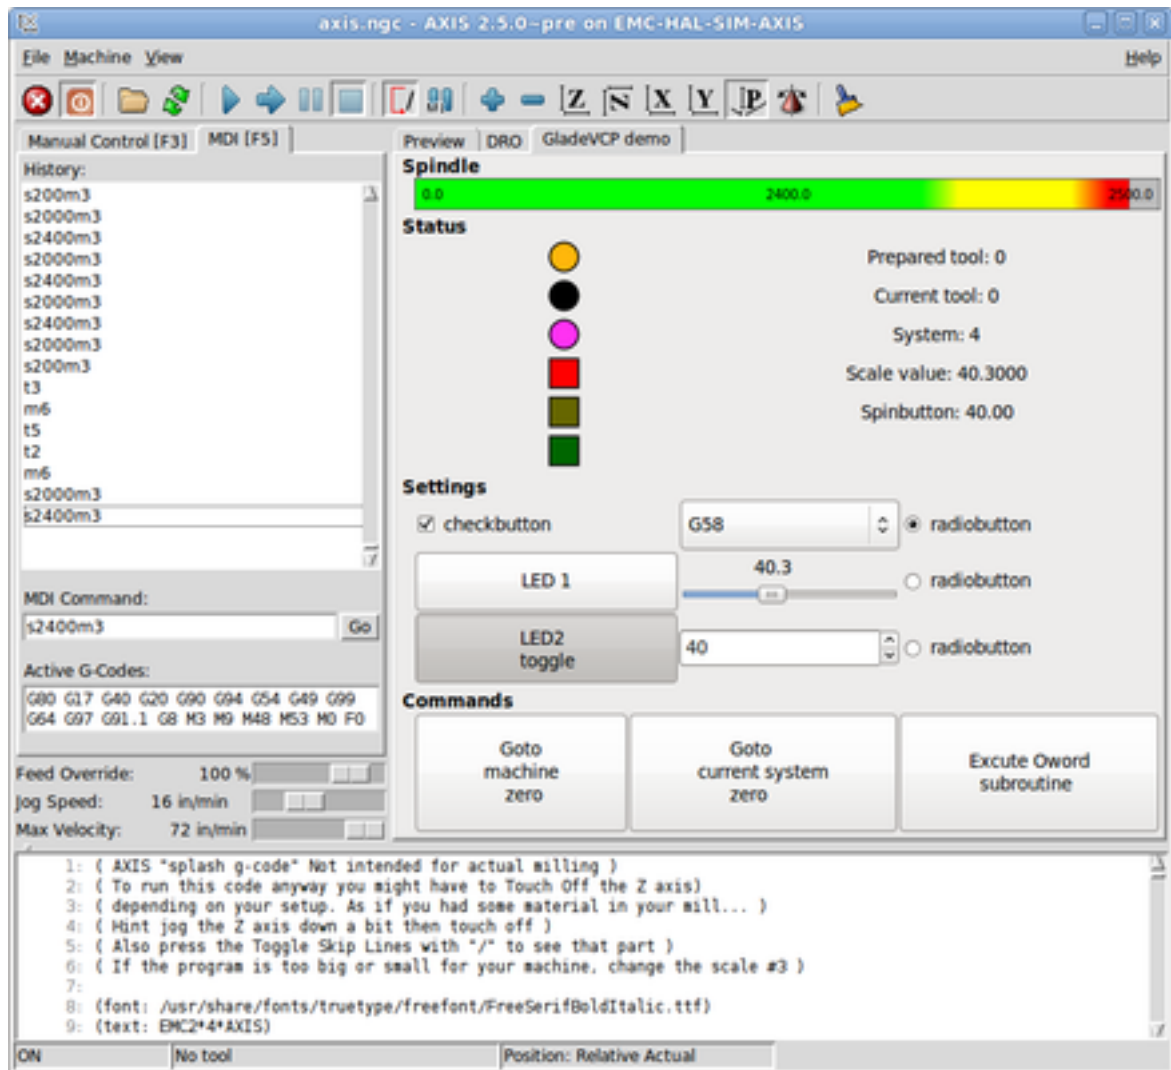 axis.ngc - AXIS 2.5.0~pre on EMC-HAL-SIM-AXIS
File Machine View Help
Z N X Y P
Manual Control [F3] MDI [F5]
Preview DRO GladeVCP demo
History:
s200m3
s2000m3
s2400m3
s2000m3
s2400m3
s2000m3
s2400m3
s2000m3
s200m3
t3
m6
t5
t2
m6
s2000m3
s2400m3
MDI Command:
s2400m3 Go
Active G-Codes:
G80 G17 G40 G20 G90 G94 G54 G49 G99
G64 G97 G91.1 G8 M3 M9 M48 M53 M0 F0
Feed Override: 100 %
Jog Speed: 16 in/min
Max Velocity: 72 in/min
Spindle
0.0 2400.0 2500.0
Status
Prepared tool: 0
Current tool: 0
System: 4
Scale value: 40.3000
Spinbutton: 40.00
Settings
checkbutton G58 radiobutton
LED 1 40.3 radiobutton
LED2
toggle
40 radiobutton
Commands
Goto
machine
zero
Goto
current system
zero
Excute Oword
subroutine
1: ( AXIS "splash g-code" Not intended for actual milling )
2: ( To run this code anyway you might have to Touch Off the Z axis)
3: ( depending on your setup. As if you had some material in your mill... )
4: ( Hint jog the Z axis down a bit then touch off )
5: ( Also press the Toggle Skip Lines with "/" to see that part )
6: ( If the program is too big or small for your machine, change the scale #3 )
7:
8: (font: /usr/share/fonts/truetype/freefont/FreeSerifBoldItalic.ttf)
9: (text: EMC2*4*AXIS)
ON No tool Position: Relative Actual